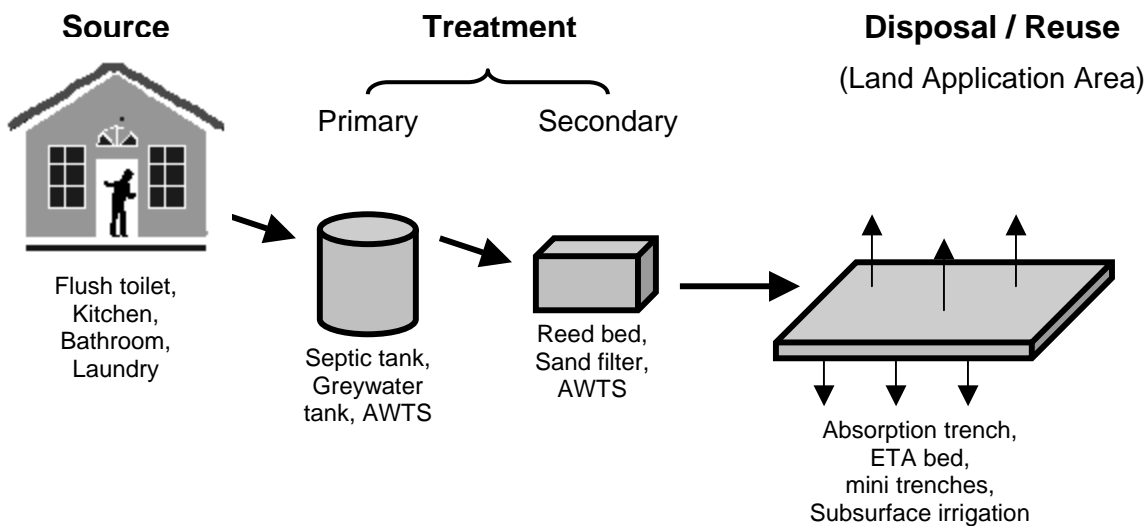 Source
Flush toilet,
Kitchen,
Bathroom,
Laundry
Treatment
Primary
Septic tank,
Greywater
tank, AWTS
Secondary
Reed bed,
Sand filter,
AWTS
Disposal / Reuse
(Land Application Area)
Absorption trench,
ETA bed,
mini trenches,
Subsurface irrigation